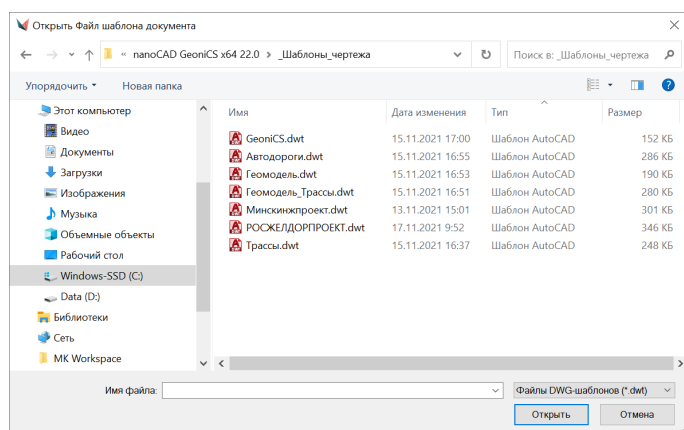 Открыть Файл шаблона документа
« nanoCAD GeoniCS x64 22.0 > _Шаблоны_чертежа
Поиск в: _Шаблоны_чертежа
Упорядочить Новая папка
Этот компьютер
Видео
Документы
Загрузки
Изображения
Музыка
Объемные объекты
Рабочий стол
Windows-SSD (C:)
Data (D:)
Библиотеки
Сеть
MK Workspace
Имя Дата изменения Тип Размер
GeoniCS.dwt 15.11.2021 17:00 Шаблон AutoCAD 152 КБ
Автодороги.dwt 15.11.2021 16:55 Шаблон AutoCAD 286 КБ
Геомодель.dwt 15.11.2021 16:53 Шаблон AutoCAD 190 КБ
Геомодель_Трассы.dwt 15.11.2021 16:51 Шаблон AutoCAD 280 КБ
Минскинжпроект.dwt 13.11.2021 15:01 Шаблон AutoCAD 301 КБ
РОСЖЕЛДОРПРОЕКТ.dwt 17.11.2021 9:52 Шаблон AutoCAD 346 КБ
Трассы.dwt 15.11.2021 16:37 Шаблон AutoCAD 248 КБ
Имя файла:
Файлы DWG-шаблонов (*.dwt)
Открыть Отмена